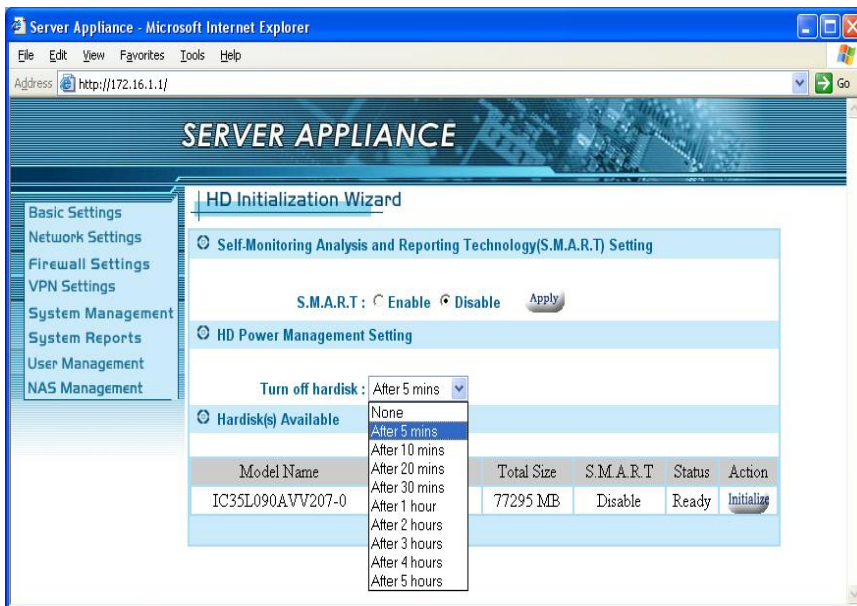 Server Appliance - Microsoft Internet Explorer
File Edit View Favorites Tools Help
Address http://172.16.1.1/ Go
SERVER APPLIANCE
Basic Settings
Network Settings
Firewall Settings
VPN Settings
System Management
System Reports
User Management
NAS Management
HD Initialization Wizard
Self-Monitoring Analysis and Reporting Technology(S.M.A.R.T) Setting
S.M.A.R.T : Enable Disable Apply
HD Power Management Setting
Turn off hardisk : After 5 mins
None
After 5 mins
After 10 mins
After 20 mins
After 30 mins
After 1 hour
After 2 hours
After 3 hours
After 4 hours
After 5 hours
Hardisk(s) Available
Model Name Total Size S.M.A.R.T Status Action
IC35L090AVV207-0 77295 MB Disable Ready Initialize